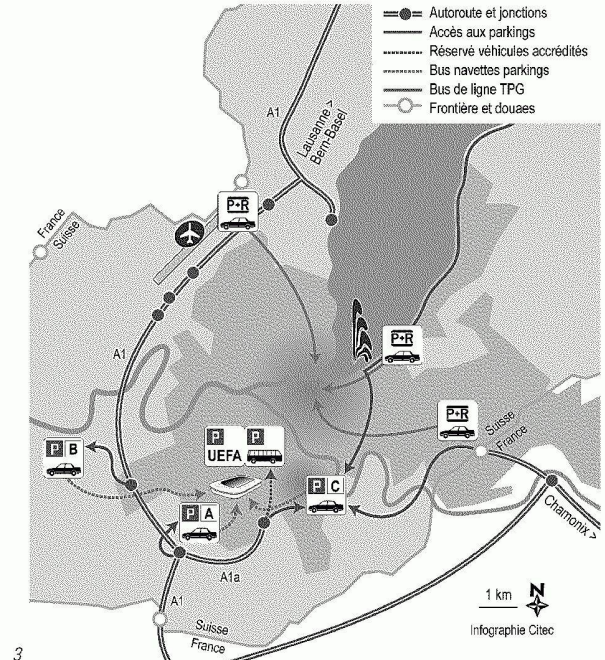 Autoroute et jonctions
Accès aux parkings
Réservé véhicules accrédités
Bus navettes parkings
Bus de ligne TPG
Frontière et douaes
A1
Lausanne >
Bern-Basel
P+R
France
Suisse
A1
P+R
P+R
Suisse
France
P B
P P
UEFA
P C
P A
Chamonix >
A1a
A1
Suisse
France
1 km
N
Infographie Citec
3